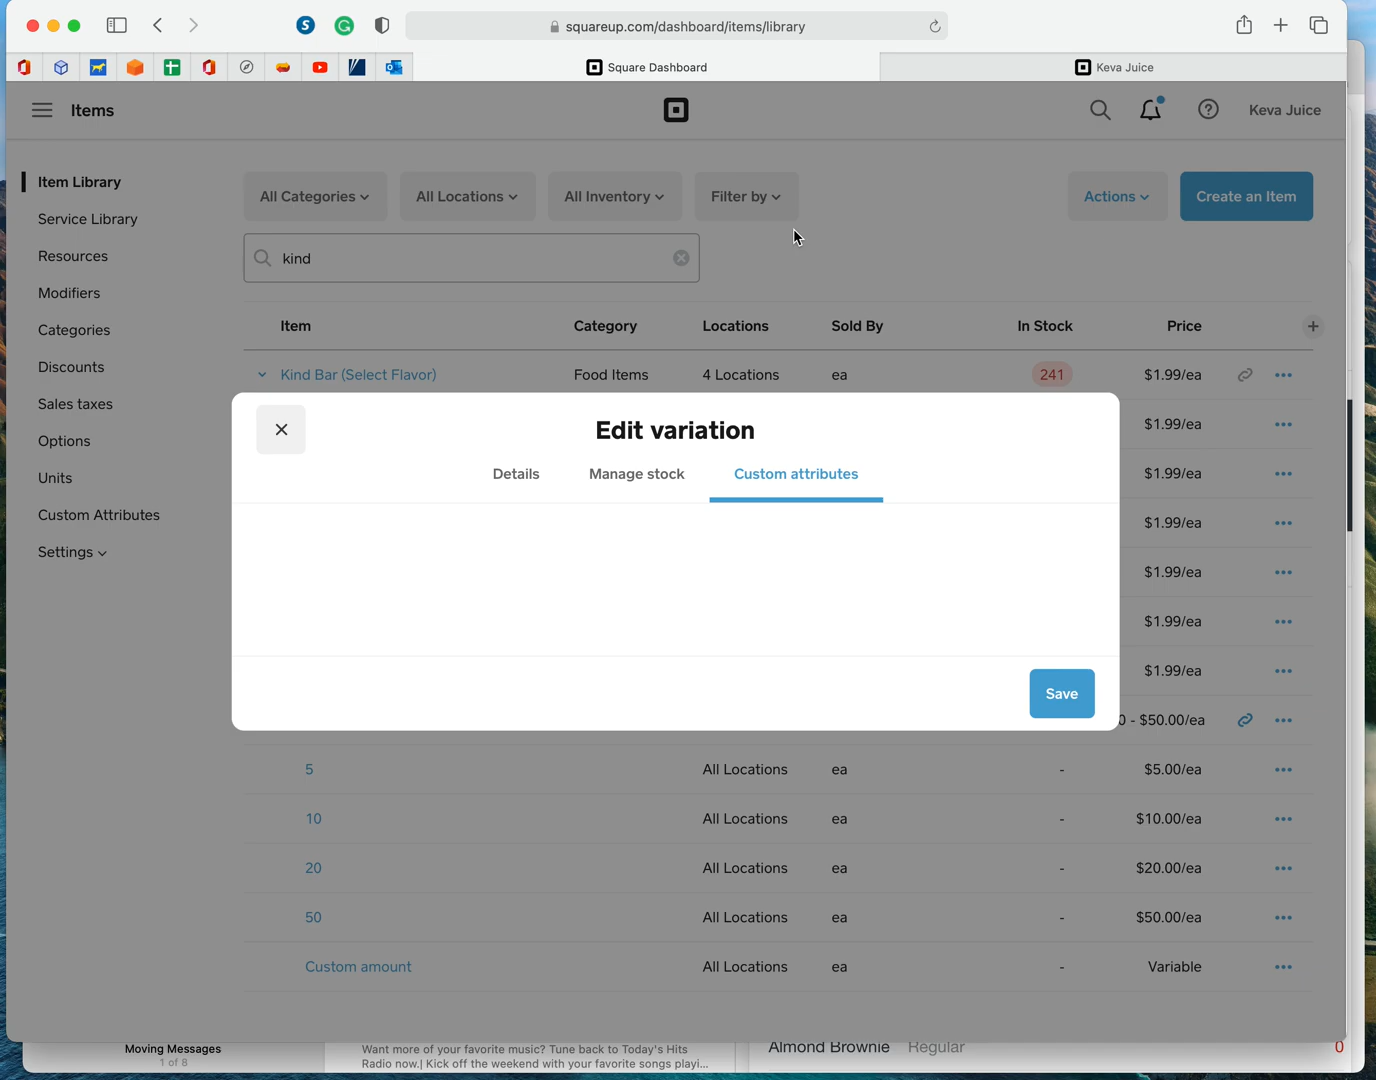 squareup.com/dashboard/items/library
Square Dashboard
Keva Juice
Items
Keva Juice
Item Library
Service Library
Resources
Modifiers
Categories
Discounts
Sales taxes
Options
Units
Custom Attributes
Settings
All Categories
All Locations
All Inventory
Filter by
Actions
Create an Item
kind
Item Category Locations Sold By In Stock Price
Kind Bar (Select Flavor) Food Items 4 Locations ea 241 $1.99/ea
Edit variation
Details Manage stock Custom attributes
$1.99/ea
$1.99/ea
$1.99/ea
$1.99/ea
$1.99/ea
$1.99/ea
Save
- $50.00/ea
5 All Locations ea - $5.00/ea
10 All Locations ea - $10.00/ea
20 All Locations ea - $20.00/ea
50 All Locations ea - $50.00/ea
Custom amount All Locations ea - Variable
Moving Messages
1 of 8
Want more of your favorite music? Tune back to Today's Hits
Radio now.| Kick off the weekend with your favorite songs playi...
Almond Brownie Regular 0